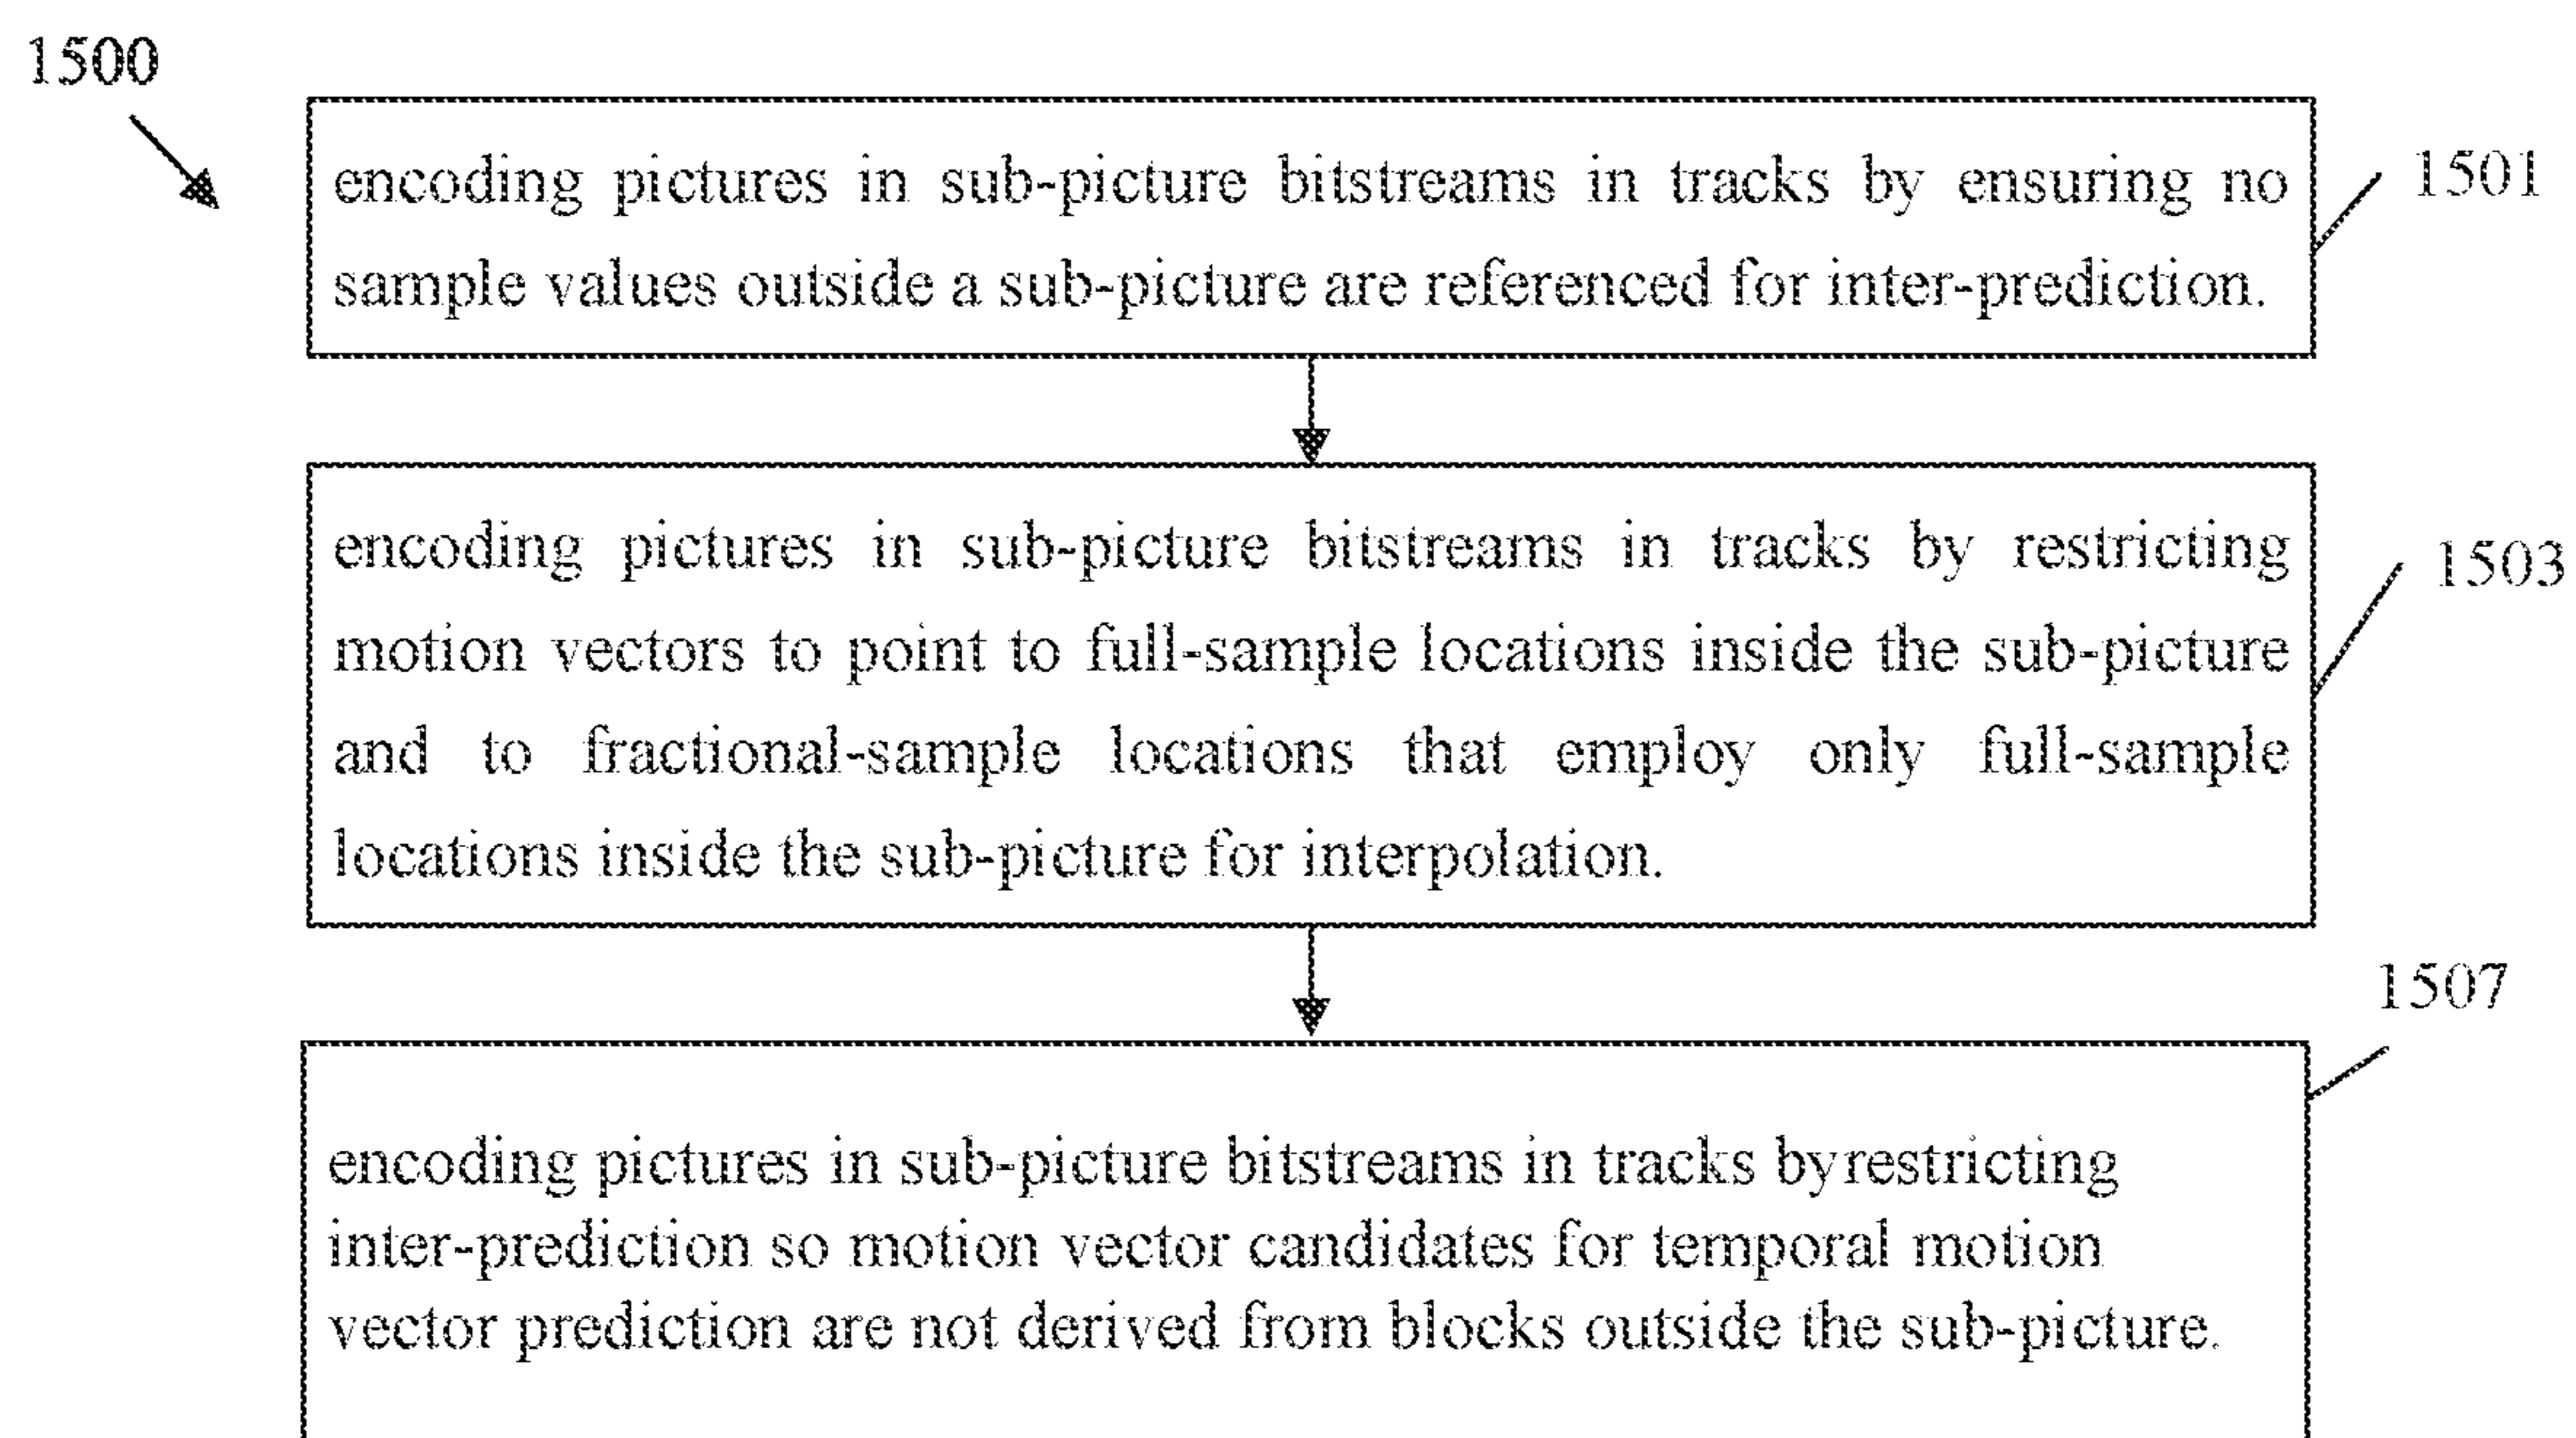 1500
encoding pictures in sub-picture bitstreams in tracks by ensuring no
1501
sample values outside a sub-picture are referenced for inter-prediction.
encoding pictures in sub-picture bitstreams in tracks by restricting
1503
motion vectors to point to full-sample locations inside the sub-picture
and to fractional-sample locations that employ only full-sample
locations inside the sub-picture for interpolation.
1507
encoding pictures in sub-picture bitstreams in tracks byrestricting
inter-prediction so motion vector candidates for temporal motion
vector prediction are not derived from blocks outside the sub-picture.